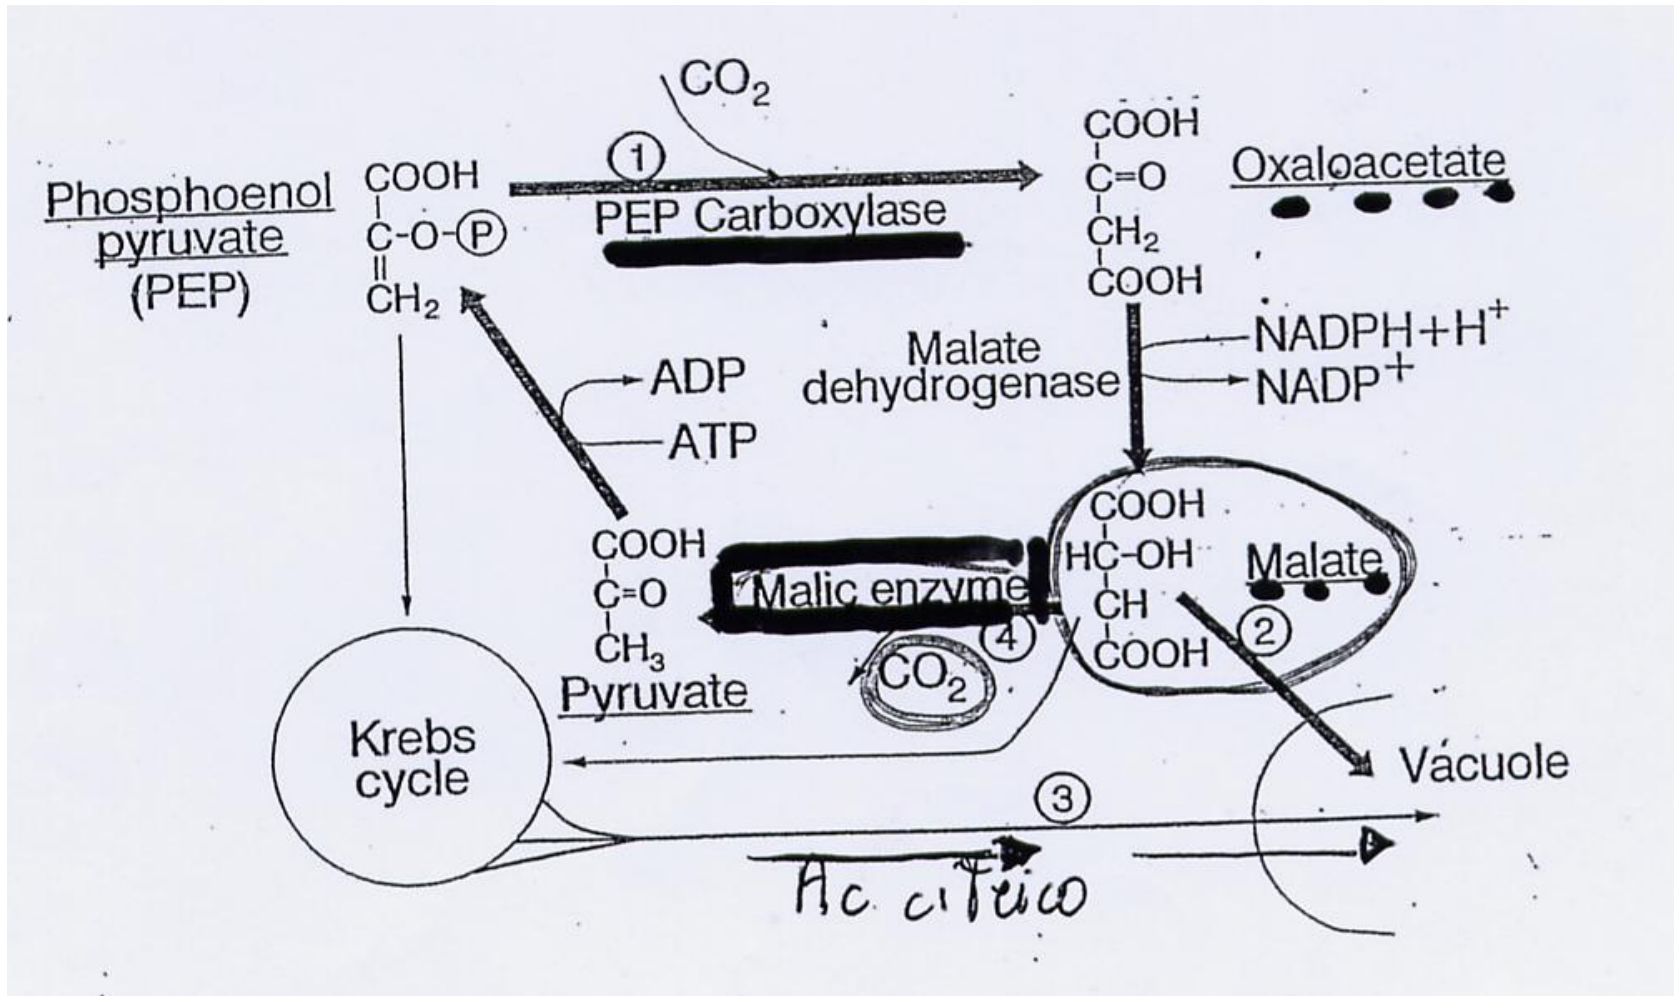 CO₂
①
COOH
C-O-Ⓟ
CH₂
Phosphoenol
pyruvate
(PEP)
PEP Carboxylase
COOH
C=O
CH₂
COOH
Oxaloacetate
Malate
dehydrogenase
NADPH+H⁺
NADP⁺
ADP
ATP
COOH
C=O
CH₃
Pyruvate
Malic enzyme
④
CO₂
COOH
HC-OH
CH
COOH
Malate
②
Krebs
cycle
Vacuole
③
Ac. citrico